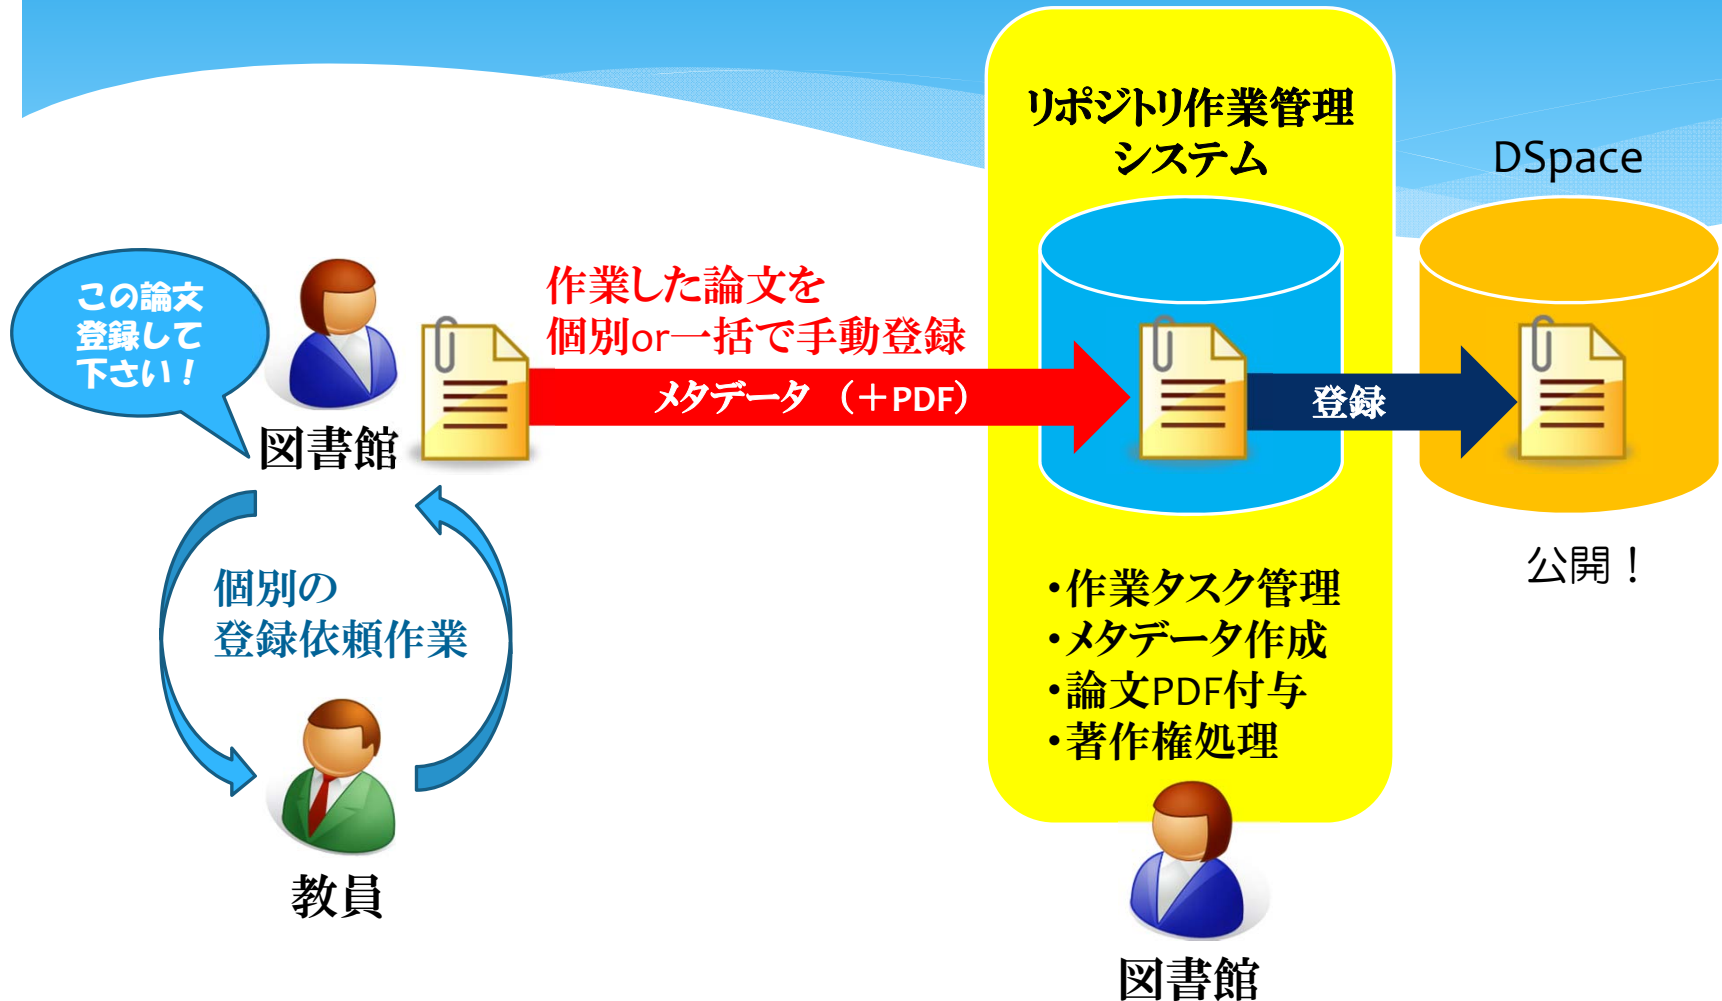 リポジトリ作業管理
システム
DSpace
この論文
登録して
下さい！
図書館
作業した論文を
個別or一括で手動登録
メタデータ （＋PDF）
登録
公開！
個別の
登録依頼作業
教員
・作業タスク管理
・メタデータ作成
・論文PDF付与
・著作権処理
図書館